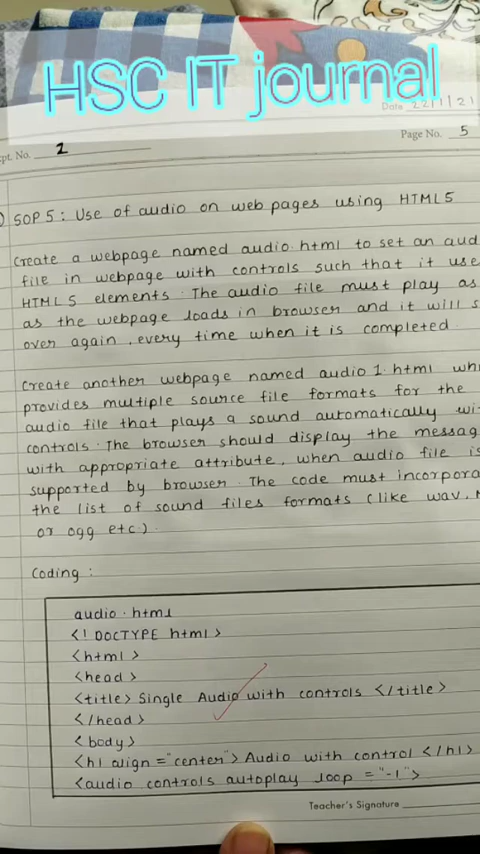 HSC IT journal
Date 22/1/21
Page No. 5
pt. No. 2
SOP 5: Use of audio on web pages using HTML5
Create a webpage named audio.html to set an aud
file in webpage with controls such that it use
HTML5 elements. The audio file must play as
as the webpage loads in browser and it will s
over again, every time when it is completed.
Create another webpage named audio1.html wh
provides multiple source file formats for the
audio file that plays a sound automatically wi
controls. The browser should display the messag
with appropriate attribute, when audio file is
supported by browser. The code must incorpora
the list of sound files formats (like wav,
or ogg etc).
Coding:
audio.html
<!DOCTYPE html>
<html>
<head>
<title> Single Audio with controls </title>
</head>
<body>
<h1 align="center"> Audio with control </h1>
<audio controls autoplay loop = "-1">
Teacher's Signature